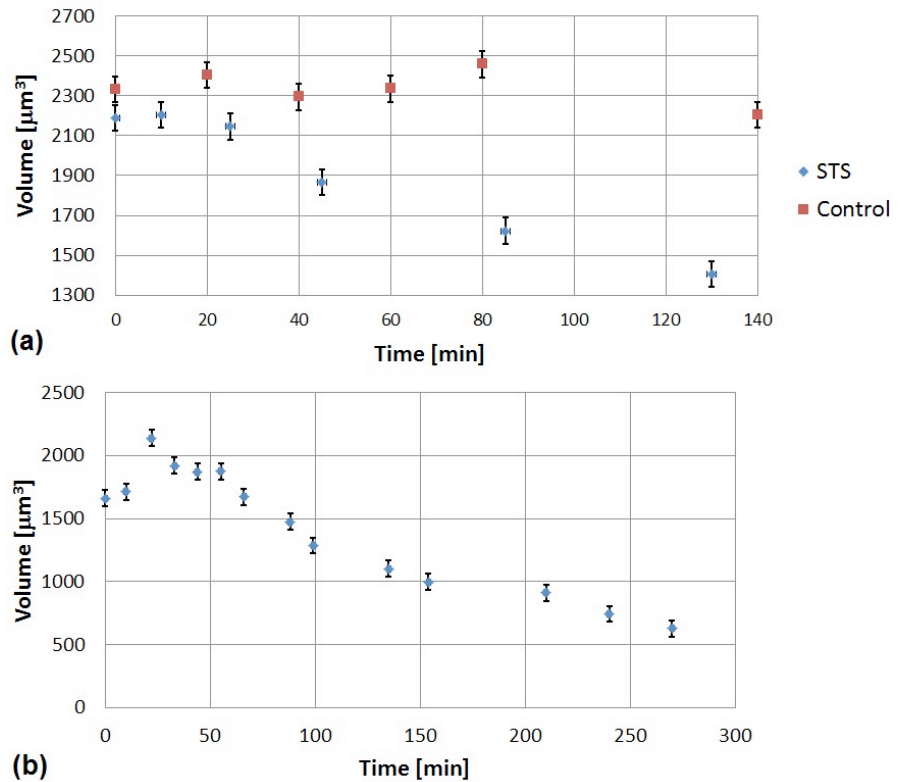 2700
2500
2300
2100
1900
1700
1500
1300
Volume [μm³]
0 20 40 60 80 100 120 140
Time [min]
STS
Control
(a)
2500
2000
1500
1000
500
0
Volume [μm³]
0 50 100 150 200 250 300
Time [min]
(b)